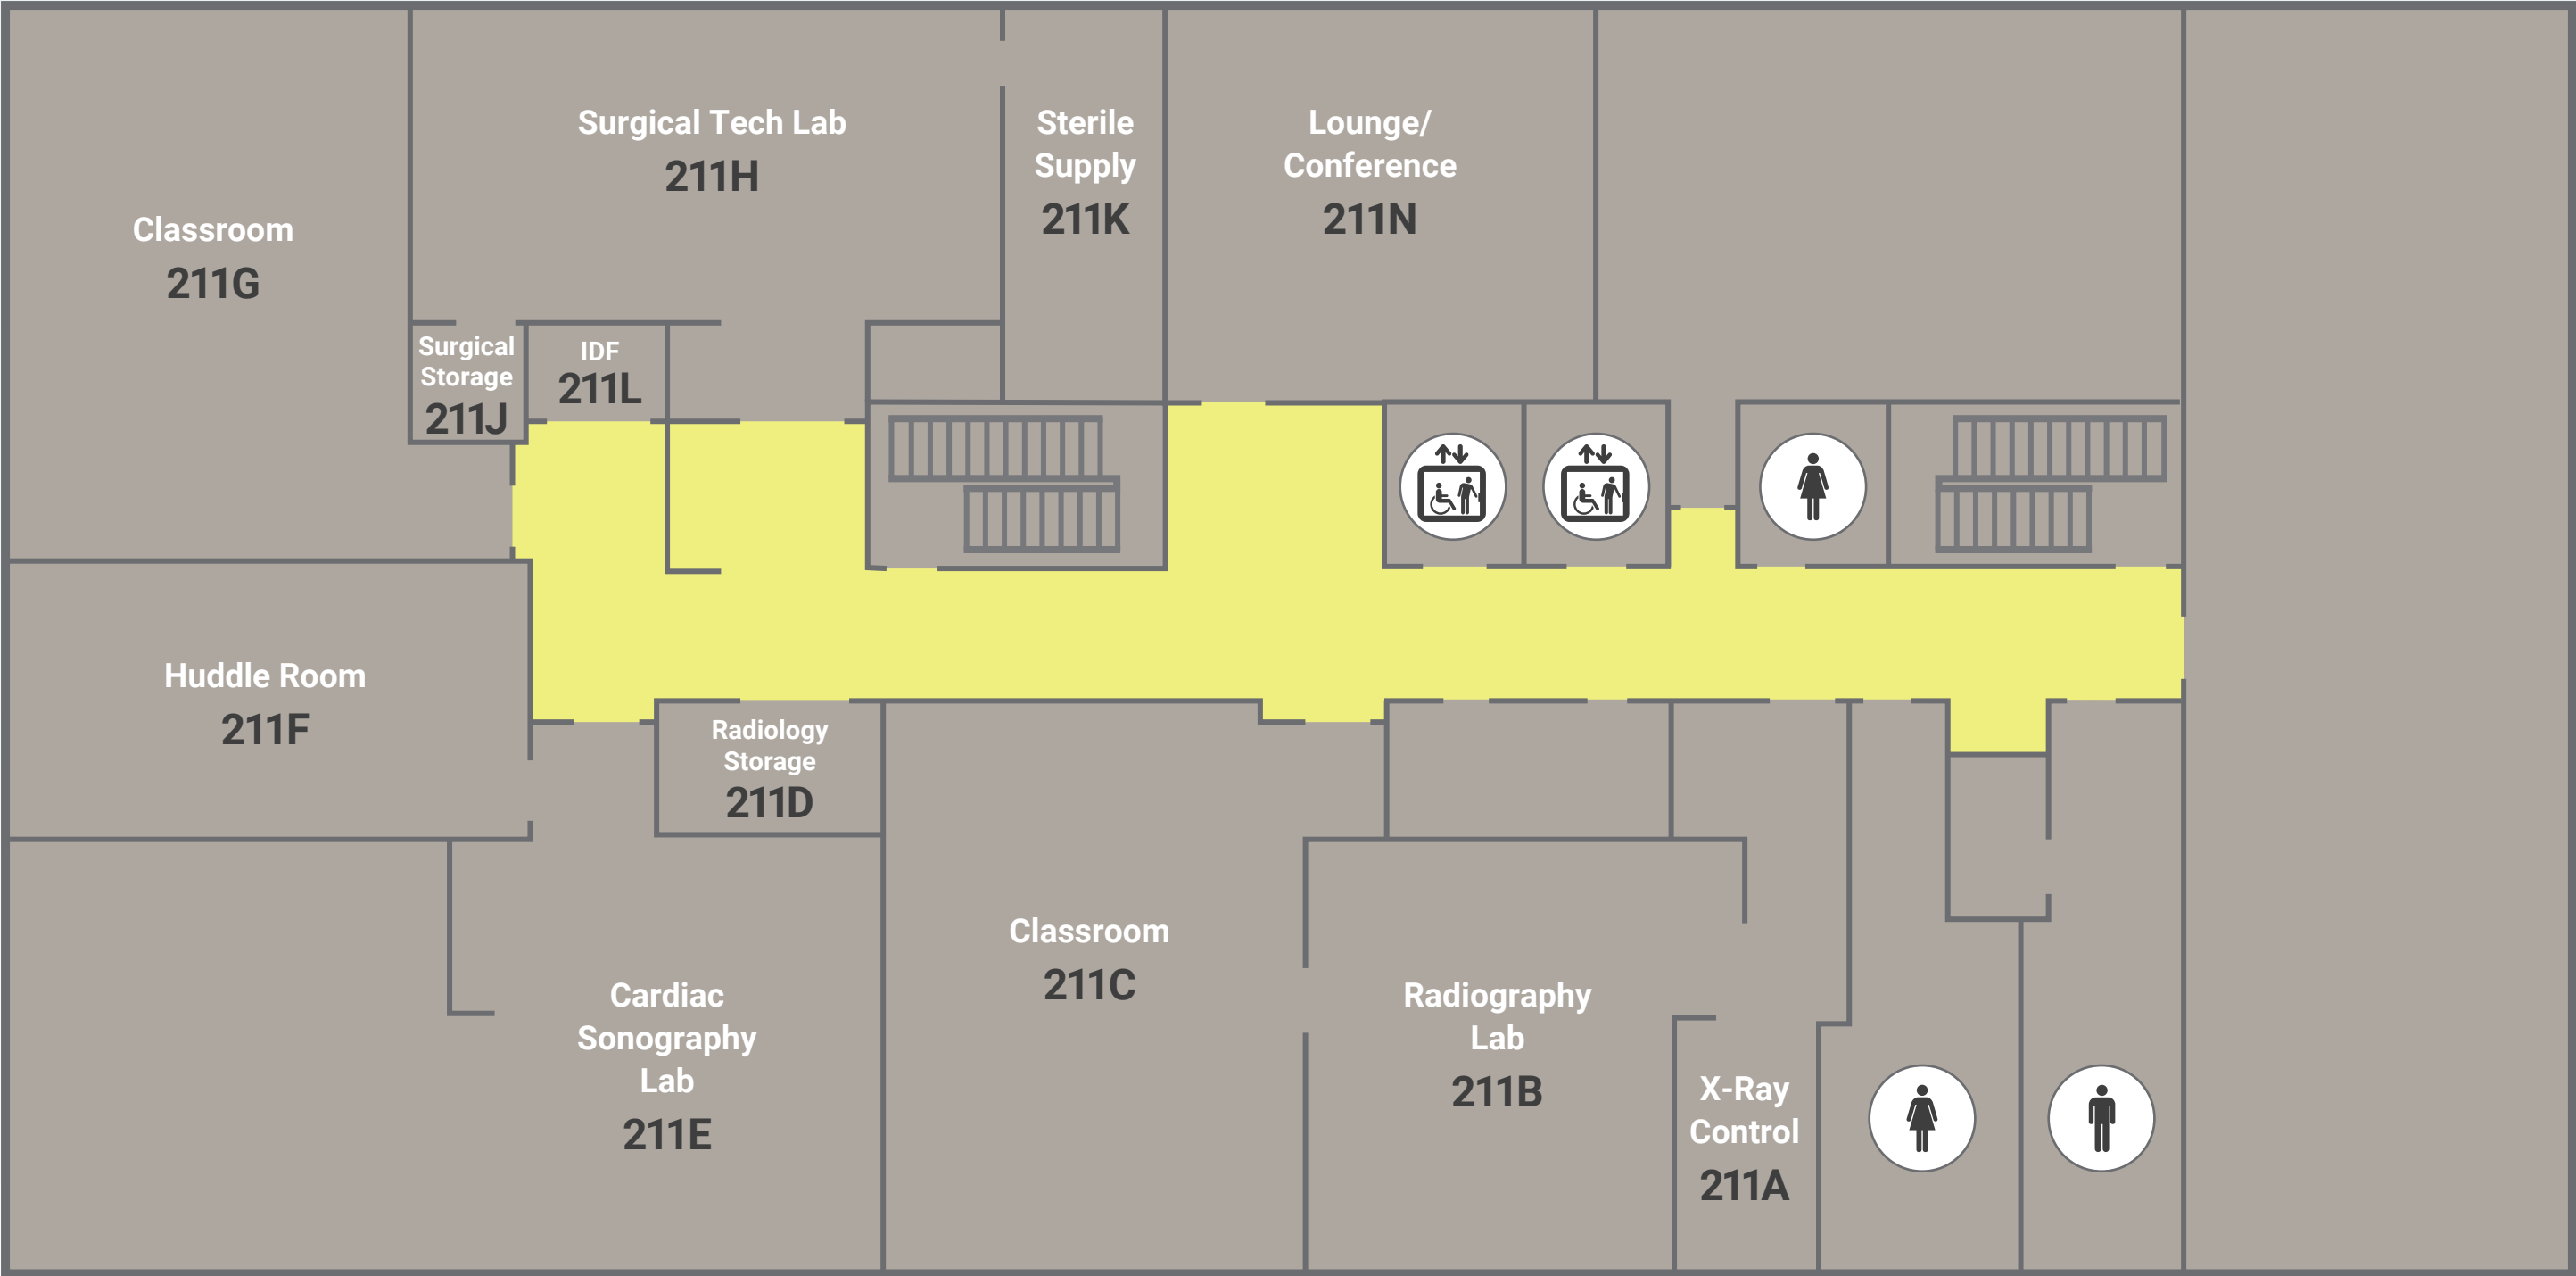 Surgical Tech Lab
211H
Sterile
Supply
211K
Lounge/
Conference
211N
Classroom
211G
Surgical
Storage
211J
IDF
211L
Huddle Room
211F
Radiology
Storage
211D
Classroom
211C
Cardiac
Sonography
Lab
211E
Radiography
Lab
211B
X-Ray
Control
211A